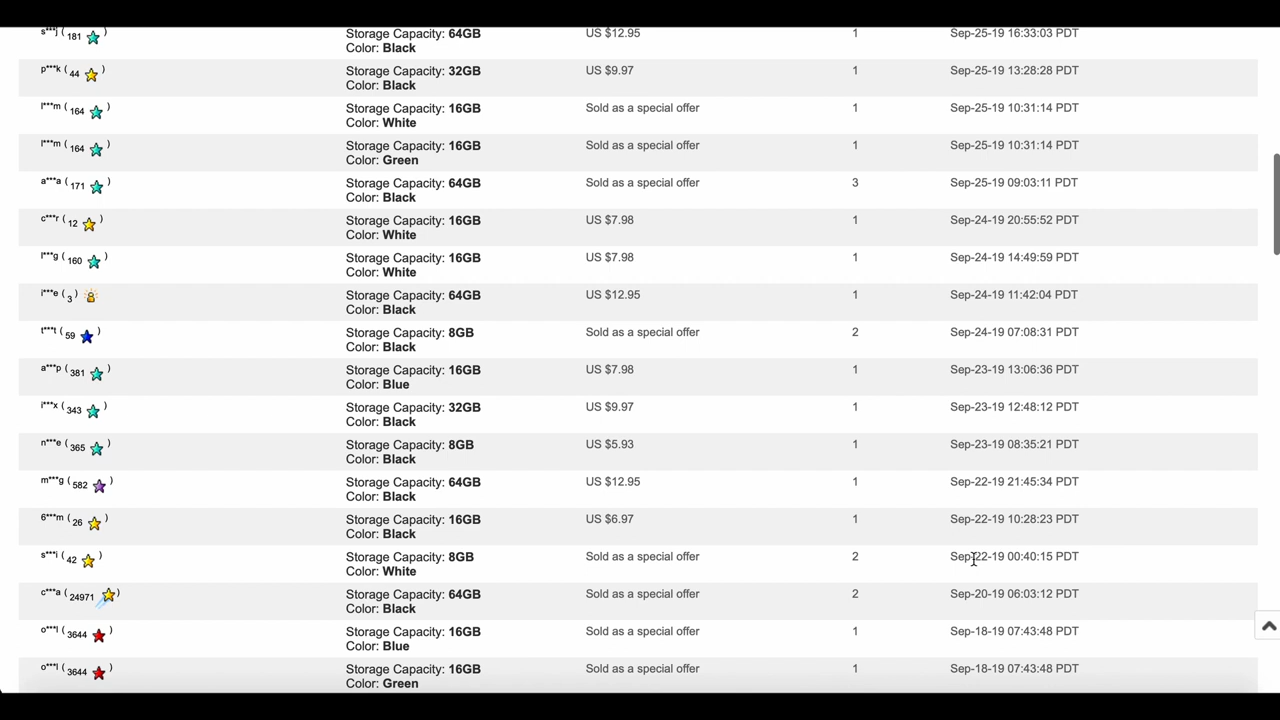 s***j ( 181 ) Storage Capacity: 64GB US $12.95 1 Sep-25-19 16:33:03 PDT
Color: Black
p***k ( 44 ) Storage Capacity: 32GB US $9.97 1 Sep-25-19 13:28:28 PDT
Color: Black
l***m ( 164 ) Storage Capacity: 16GB Sold as a special offer 1 Sep-25-19 10:31:14 PDT
Color: White
l***m ( 164 ) Storage Capacity: 16GB Sold as a special offer 1 Sep-25-19 10:31:14 PDT
Color: Green
a***a ( 171 ) Storage Capacity: 64GB Sold as a special offer 3 Sep-25-19 09:03:11 PDT
Color: Black
c***r ( 12 ) Storage Capacity: 16GB US $7.98 1 Sep-24-19 20:55:52 PDT
Color: White
l***g ( 160 ) Storage Capacity: 16GB US $7.98 1 Sep-24-19 14:49:59 PDT
Color: White
i***e ( 3 ) Storage Capacity: 64GB US $12.95 1 Sep-24-19 11:42:04 PDT
Color: Black
t***t ( 59 ) Storage Capacity: 8GB Sold as a special offer 2 Sep-24-19 07:08:31 PDT
Color: Black
a***p ( 381 ) Storage Capacity: 16GB US $7.98 1 Sep-23-19 13:06:36 PDT
Color: Blue
i***x ( 343 ) Storage Capacity: 32GB US $9.97 1 Sep-23-19 12:48:12 PDT
Color: Black
n***e ( 365 ) Storage Capacity: 8GB US $5.93 1 Sep-23-19 08:35:21 PDT
Color: Black
m***g ( 582 ) Storage Capacity: 64GB US $12.95 1 Sep-22-19 21:45:34 PDT
Color: Black
6***m ( 26 ) Storage Capacity: 16GB US $6.97 1 Sep-22-19 10:28:23 PDT
Color: Black
s***i ( 42 ) Storage Capacity: 8GB Sold as a special offer 2 Sep-22-19 00:40:15 PDT
Color: White
c***a ( 24971 ) Storage Capacity: 64GB Sold as a special offer 2 Sep-20-19 06:03:12 PDT
Color: Black
o***l ( 3644 ) Storage Capacity: 16GB Sold as a special offer 1 Sep-18-19 07:43:48 PDT
Color: Blue
o***l ( 3644 ) Storage Capacity: 16GB Sold as a special offer 1 Sep-18-19 07:43:48 PDT
Color: Green